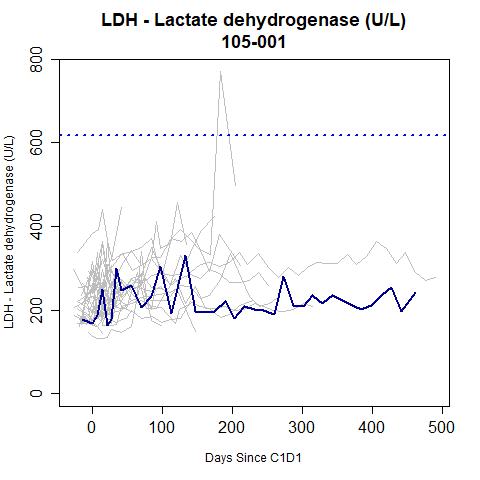 LDH - Lactate dehydrogenase (U/L)
105-001
LDH - Lactate dehydrogenase (U/L)
800
600
400
200
0
0 100 200 300 400 500
Days Since C1D1